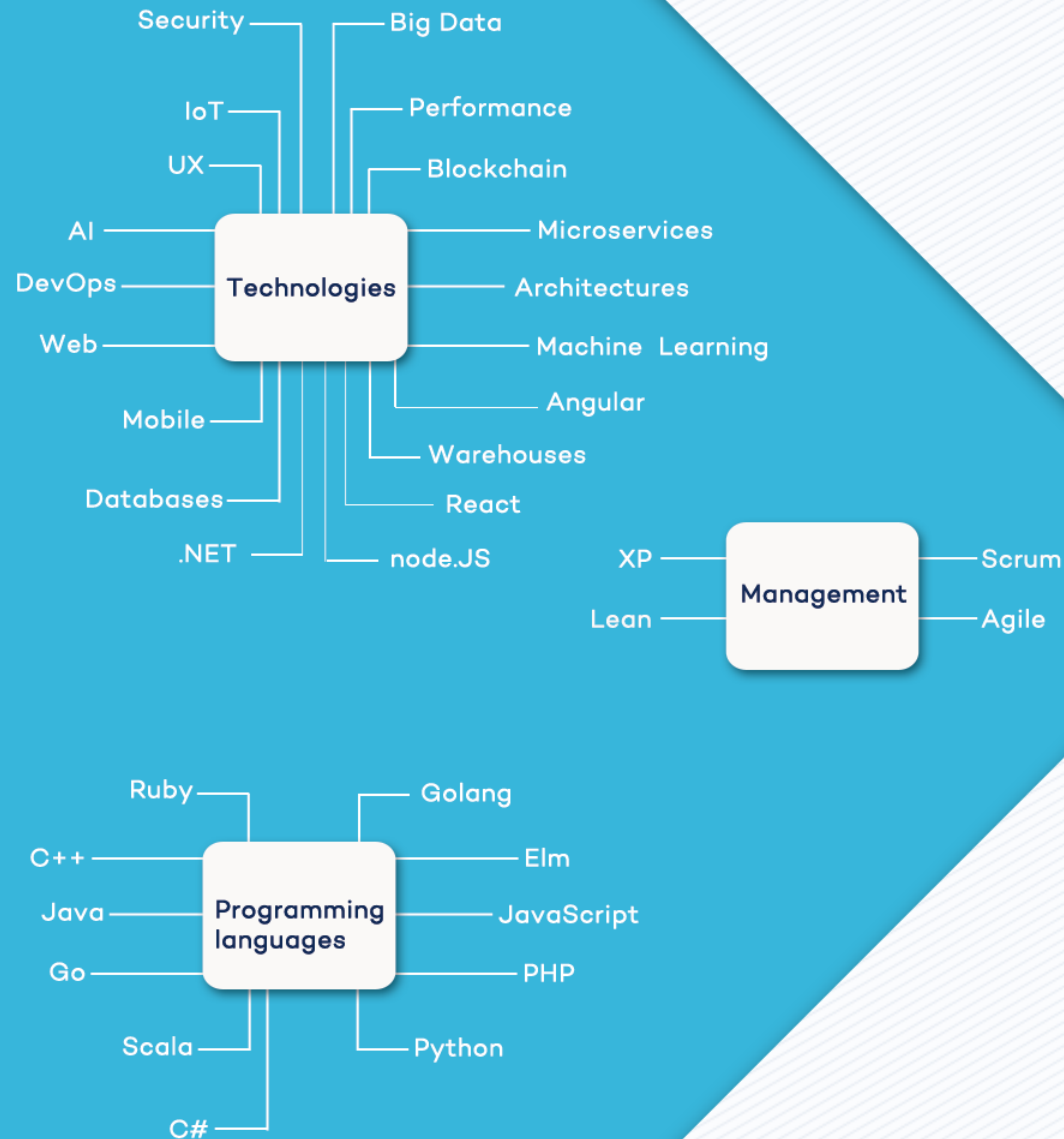 Security
Big Data
IoT
Performance
UX
Blockchain
AI
Microservices
DevOps
Technologies
Architectures
Web
Machine Learning
Angular
Mobile
Warehouses
Databases
React
.NET
node.JS
XP
Scrum
Management
Lean
Agile
Ruby
Golang
C++
Elm
Java
Programming
languages
JavaScript
Go
PHP
Scala
Python
C#